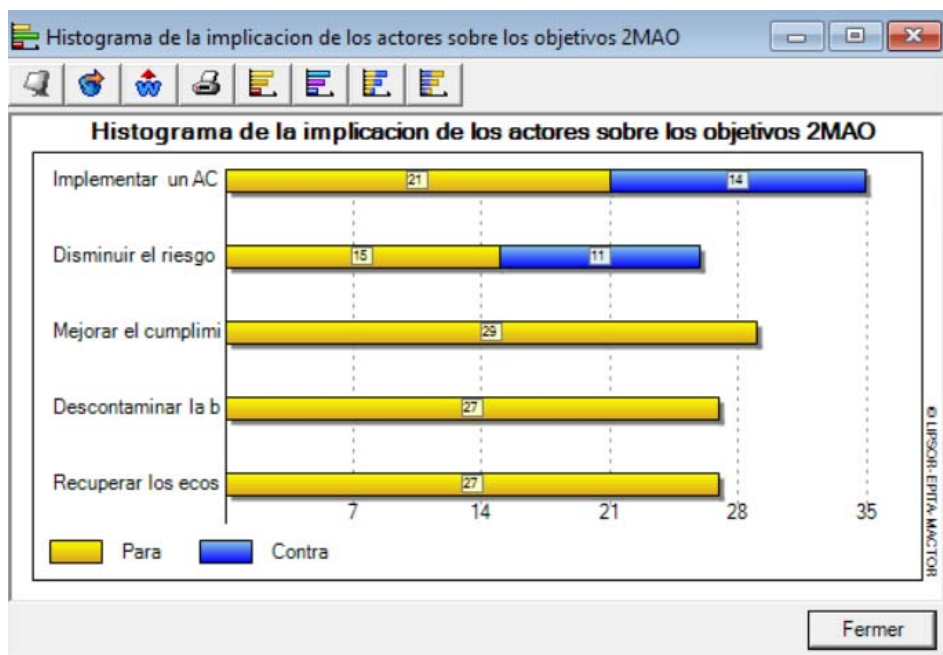 Histograma de la implicacion de los actores sobre los objetivos 2MAO
Histograma de la implicacion de los actores sobre los objetivos 2MAO
Implementar un AC
21
14
Disminuir el riesgo
15
11
Mejorar el cumplimi
29
Descontaminar la b
27
Recuperar los ecos
27
7
14
21
28
35
Para
Contra
© LIPSOR-EPITA-MACTOR
Fermer